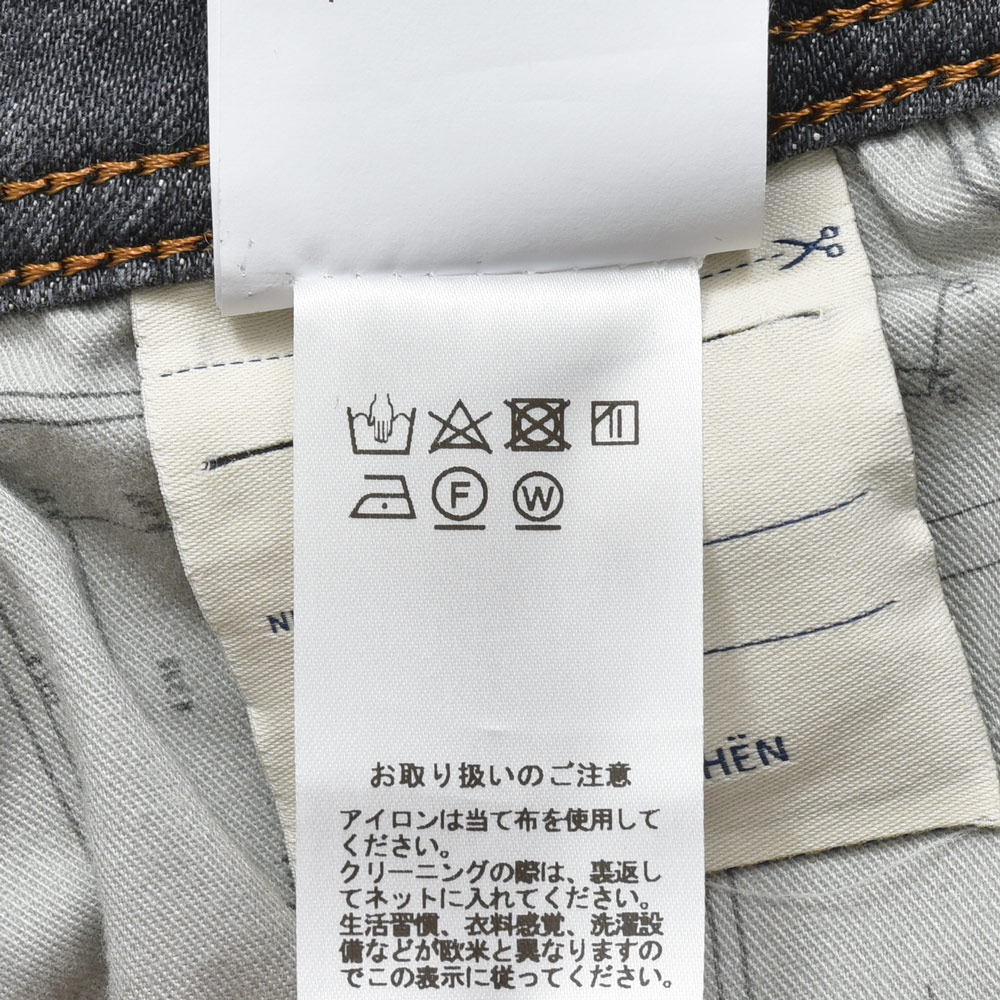 F
W
NI
HËN
お取り扱いのご注意
アイロンは当て布を使用して
ください。
クリーニングの際は、裏返し
てネットに入れてください。
生活習慣、衣料感覚、洗濯設
備などが欧米と異なりますの
でこの表示に従ってください。